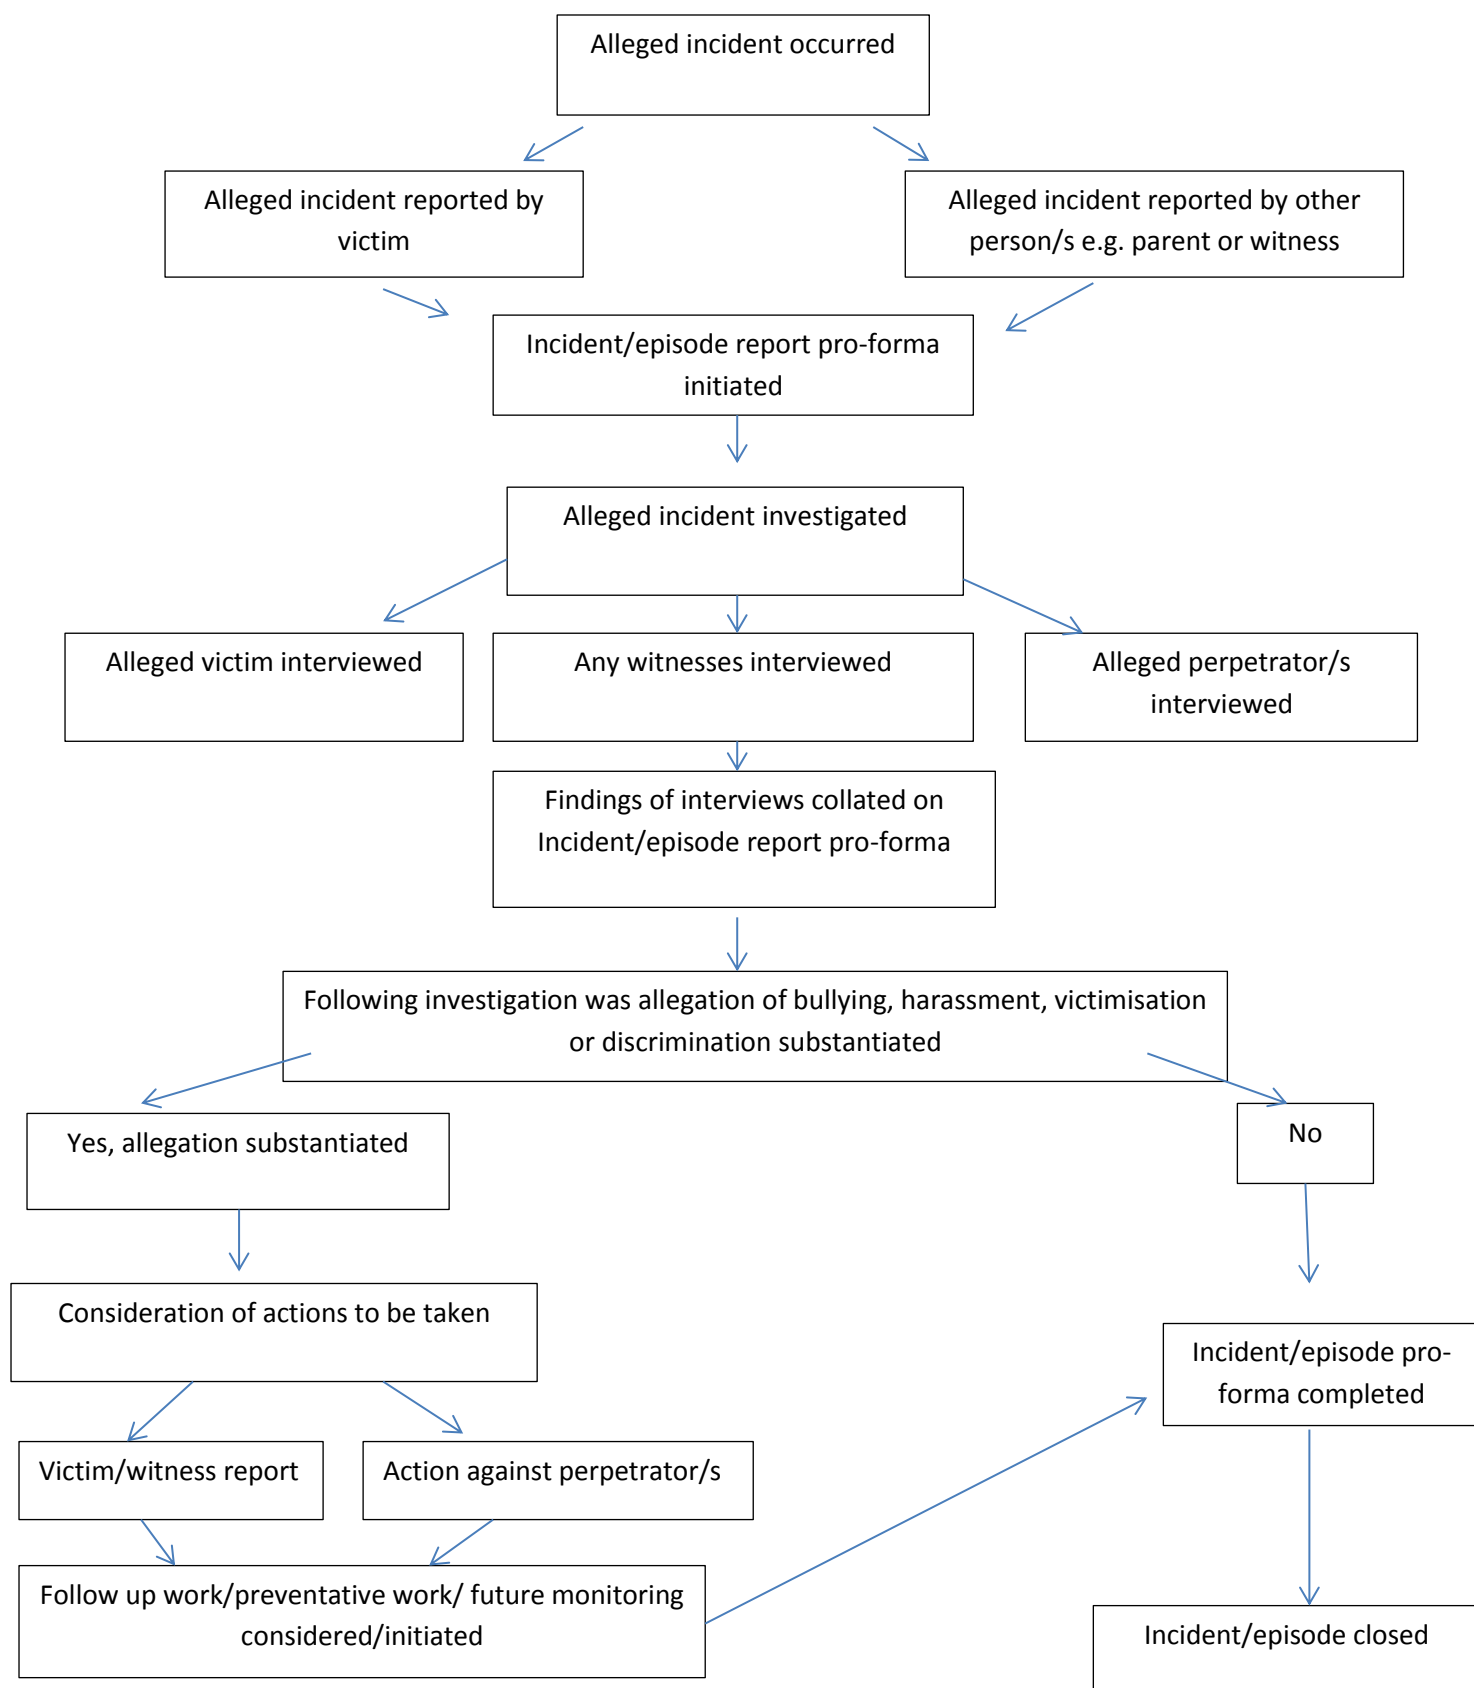 Alleged incident occurred
Alleged incident reported by
victim
Alleged incident reported by other
person/s e.g. parent or witness
Incident/episode report pro-forma
initiated
Alleged incident investigated
Alleged victim interviewed
Any witnesses interviewed
Alleged perpetrator/s
interviewed
Findings of interviews collated on
Incident/episode report pro-forma
Following investigation was allegation of bullying, harassment, victimisation
or discrimination substantiated
Yes, allegation substantiated
No
Consideration of actions to be taken
Incident/episode pro-
forma completed
Victim/witness report
Action against perpetrator/s
Follow up work/preventative work/ future monitoring
considered/initiated
Incident/episode closed